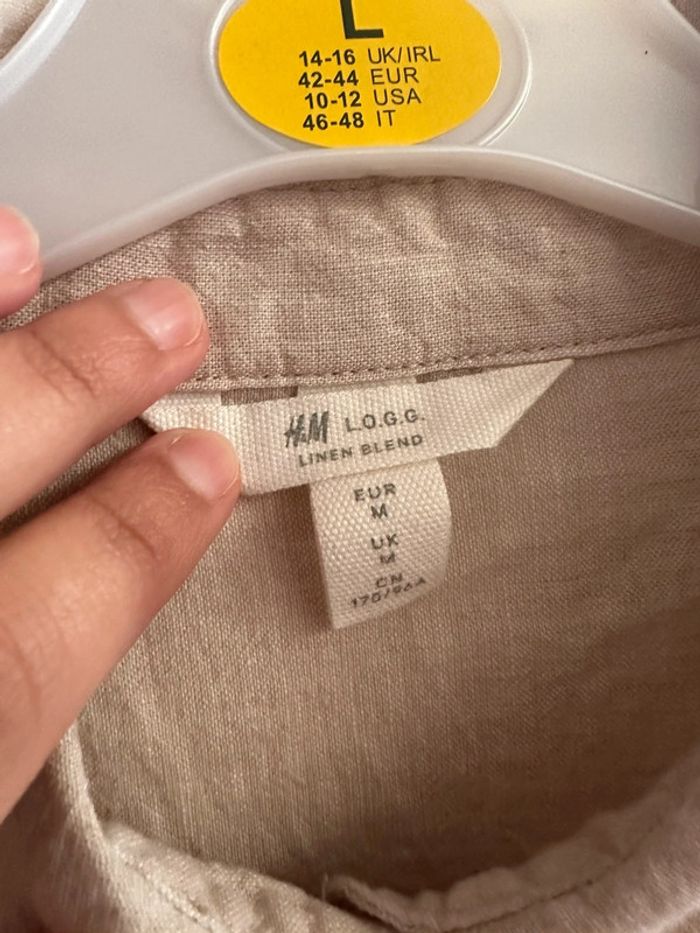 L
14-16 UK/IRL
42-44 EUR
10-12 USA
46-48 IT
H&M L.O.G.G.
LINEN BLEND
EUR
M
UK
M
CN
170/96A